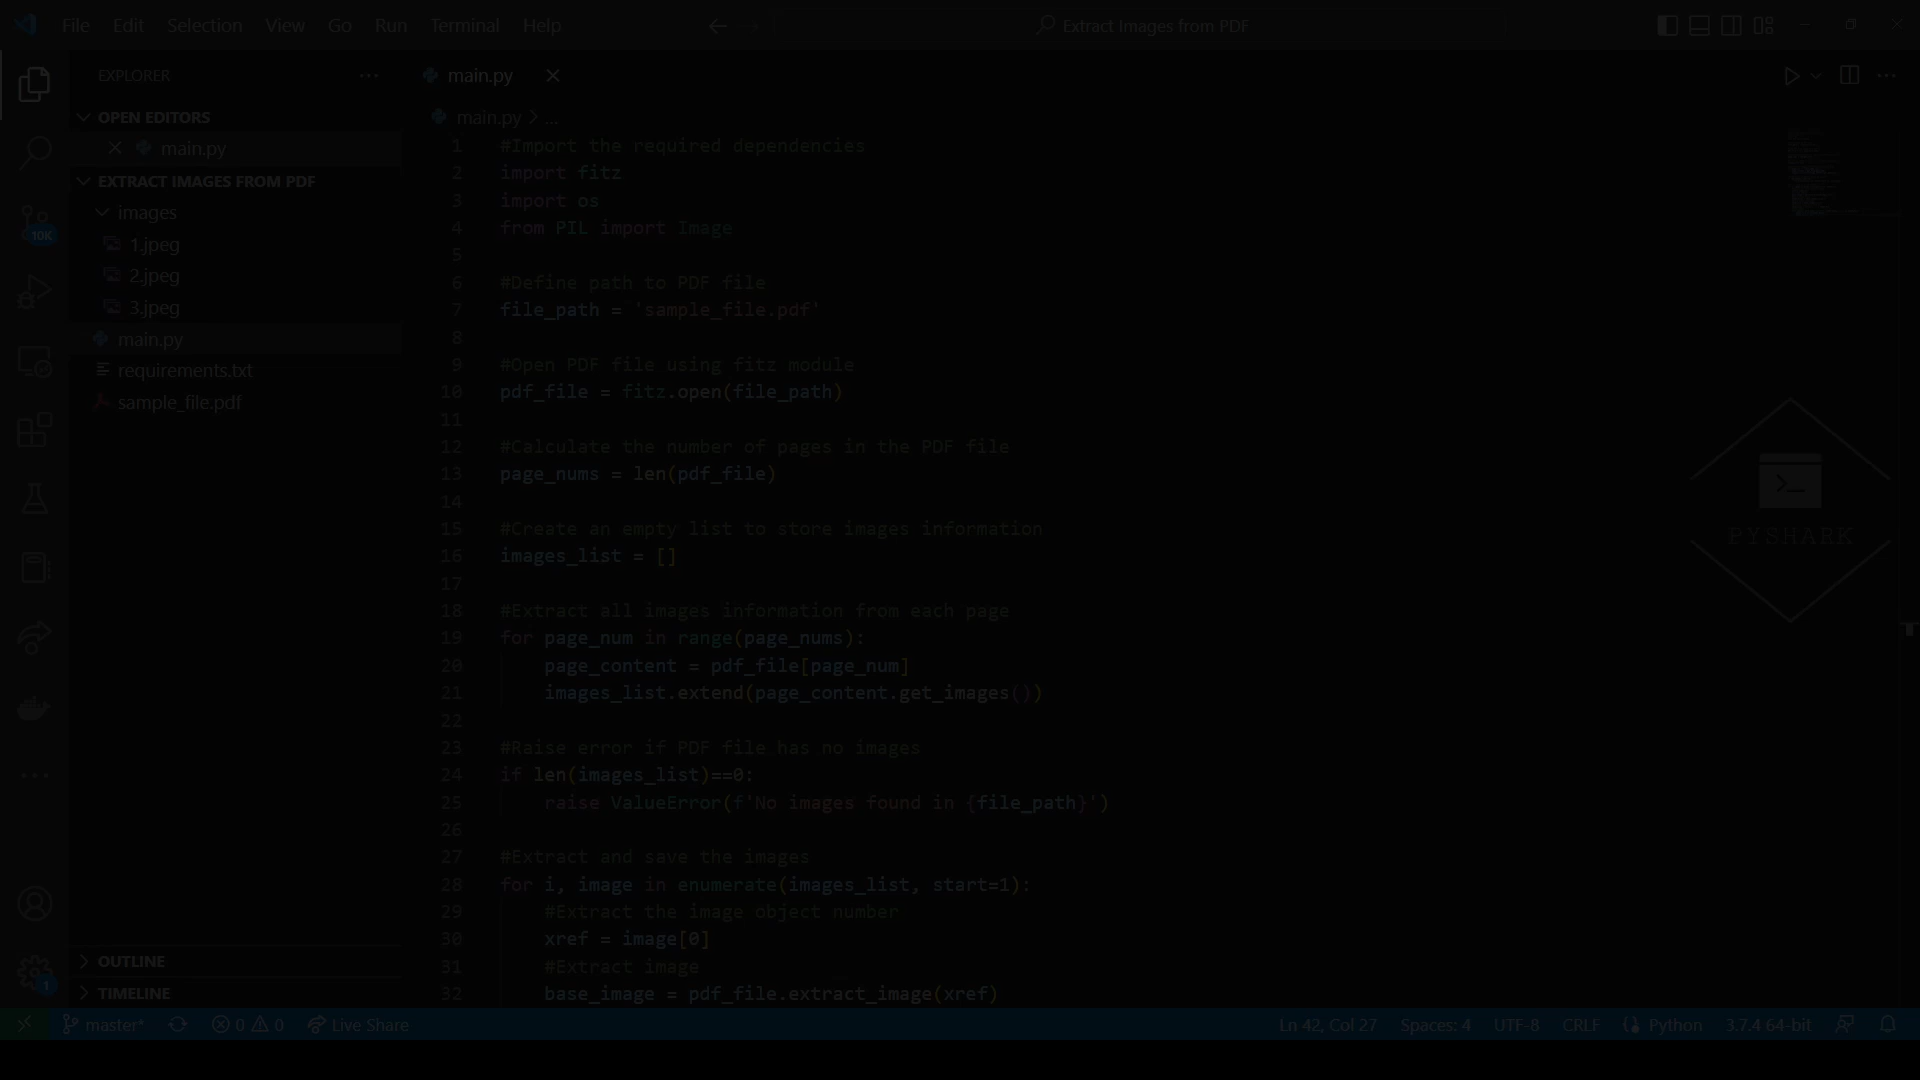 File Edit Selection View Go Run Terminal Help
Extract Images from PDF
EXPLORER
main.py
OPEN EDITORS
main.py
main.py > ...
EXTRACT IMAGES FROM PDF
images
1.jpeg
2.jpeg
3.jpeg
main.py
requirements.txt
sample_file.pdf
10K
1 #Import the required dependencies
2 import fitz
3 import os
4 from PIL import Image
5
6 #Define path to PDF file
7 file_path = 'sample_file.pdf'
8
9 #Open PDF file using fitz module
10 pdf_file = fitz.open(file_path)
11
12 #Calculate the number of pages in the PDF file
13 page_nums = len(pdf_file)
14
15 #Create an empty list to store images information
16 images_list = []
17
18 #Extract all images information from each page
19 for page_num in range(page_nums):
20     page_content = pdf_file[page_num]
21     images_list.extend(page_content.get_images())
22
23 #Raise error if PDF file has no images
24 if len(images_list)==0:
25     raise ValueError(f'No images found in {file_path}')
26
27 #Extract and save the images
28 for i, image in enumerate(images_list, start=1):
29     #Extract the image object number
30     xref = image[0]
31     #Extract image
32     base_image = pdf_file.extract_image(xref)
PYSHARK
OUTLINE
TIMELINE
1
master* 0 0 Live Share
Ln 42, Col 27 Spaces: 4 UTF-8 CRLF Python 3.7.4 64-bit